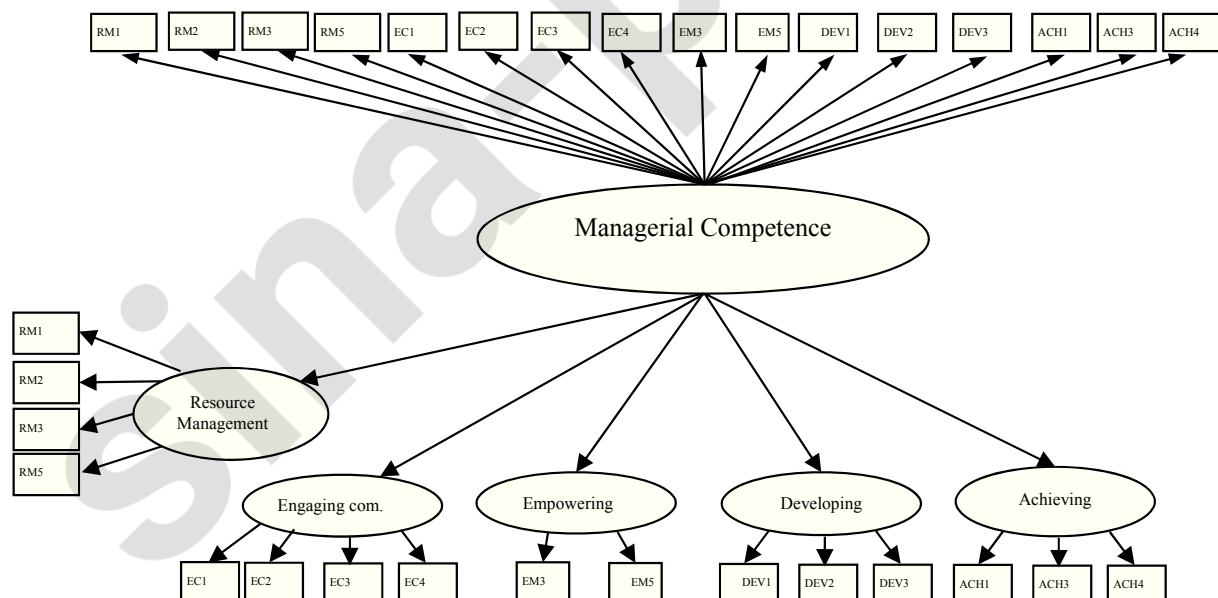 RM1 RM2 RM3 RM5 EC1 EC2 EC3 EC4 EM3 EM5 DEV1 DEV2 DEV3 ACH1 ACH3 ACH4
Managerial Competence
RM1
RM2
RM3
RM5
Resource
Management
Engaging com. Empowering Developing Achieving
EC1 EC2 EC3 EC4 EM3 EM5 DEV1 DEV2 DEV3 ACH1 ACH3 ACH4